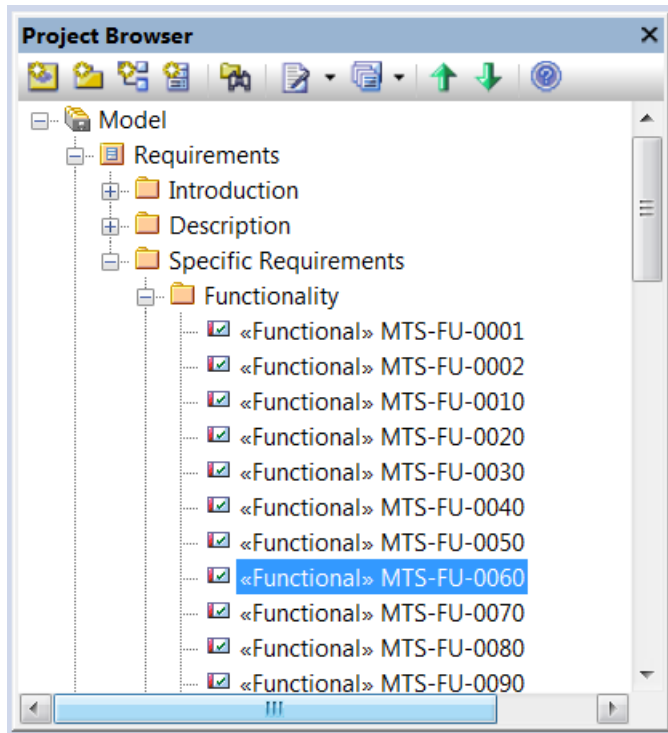 Project Browser
Model
Requirements
Introduction
Description
Specific Requirements
Functionality
«Functional» MTS-FU-0001
«Functional» MTS-FU-0002
«Functional» MTS-FU-0010
«Functional» MTS-FU-0020
«Functional» MTS-FU-0030
«Functional» MTS-FU-0040
«Functional» MTS-FU-0050
«Functional» MTS-FU-0060
«Functional» MTS-FU-0070
«Functional» MTS-FU-0080
«Functional» MTS-FU-0090